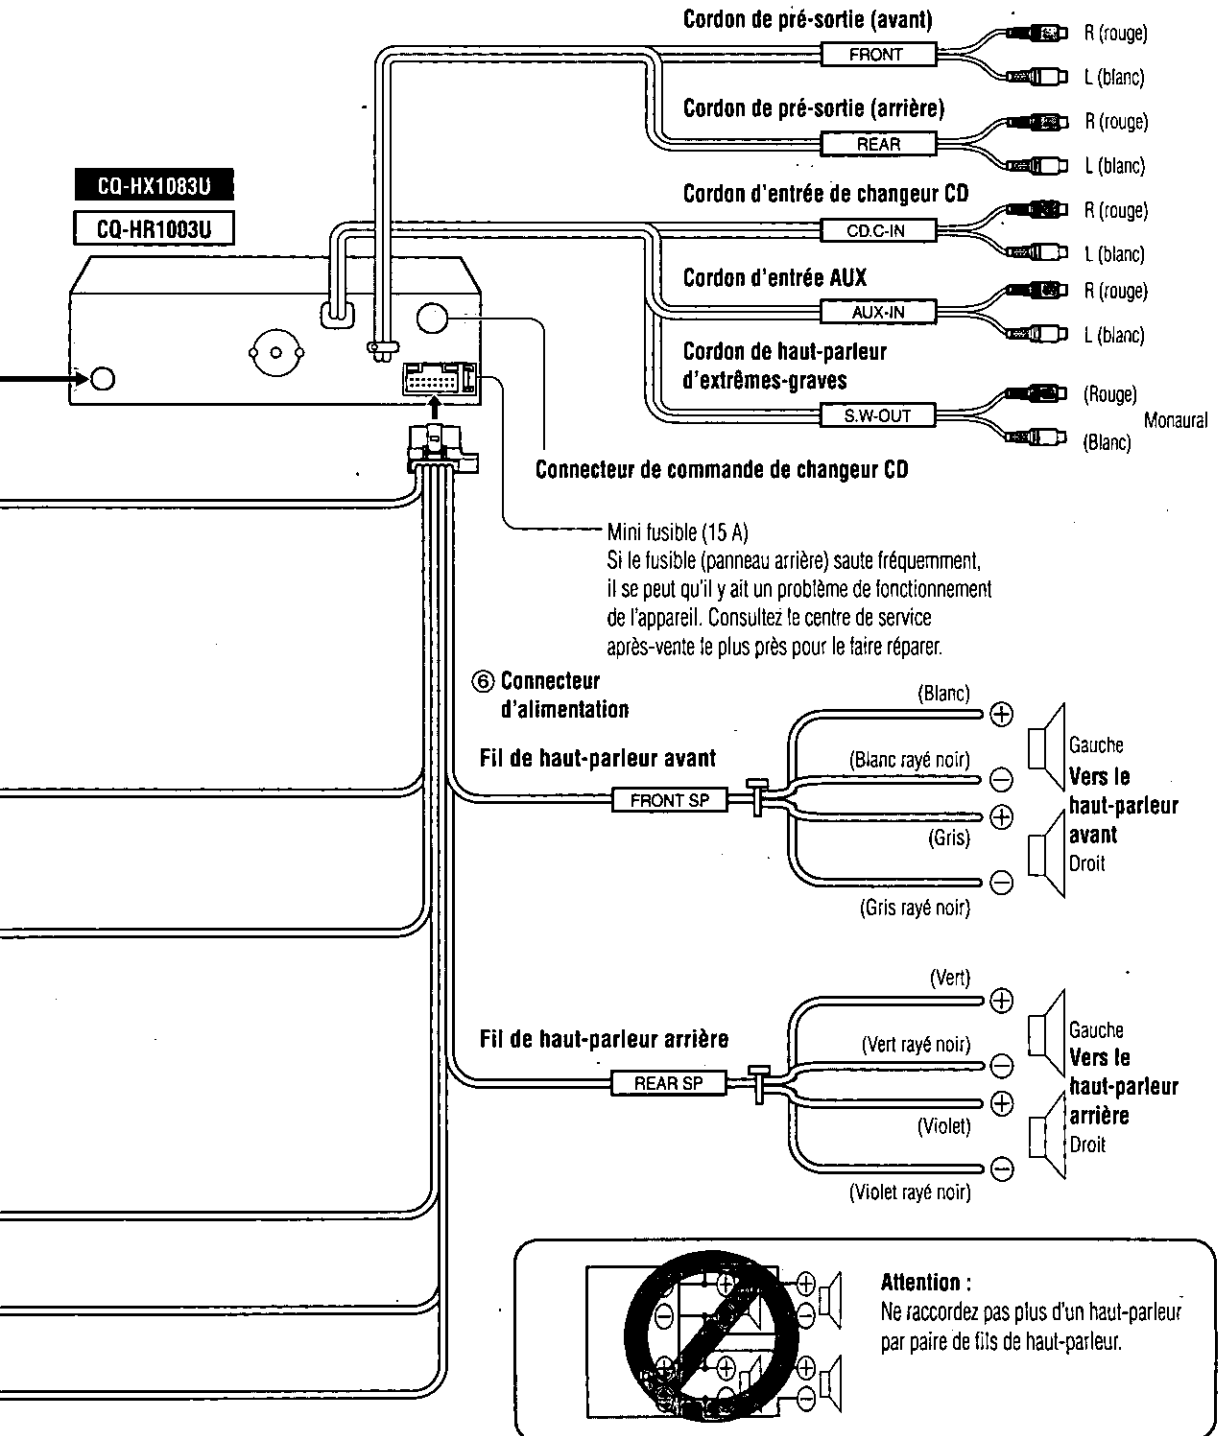 Cordon de pré-sortie (avant)
FRONT
R (rouge)
L (blanc)
Cordon de pré-sortie (arrière)
REAR
R (rouge)
L (blanc)
CQ-HX1083U
CQ-HR1003U
Cordon d'entrée de changeur CD
CD.C-IN
R (rouge)
L (blanc)
Cordon d'entrée AUX
AUX-IN
R (rouge)
L (blanc)
Cordon de haut-parleur
d'extrêmes-graves
S.W-OUT
(Rouge)
Monaural
(Blanc)
Connecteur de commande de changeur CD
Mini fusible (15 A)
Si le fusible (panneau arrière) saute fréquemment,
il se peut qu'il y ait un problème de fonctionnement
de l'appareil. Consultez le centre de service
après-vente le plus près pour le faire réparer.
⑥ Connecteur
d'alimentation
Fil de haut-parleur avant
FRONT SP
(Blanc)
+
(Blanc rayé noir)
−
+
(Gris)
−
(Gris rayé noir)
Gauche
Vers le
haut-parleur
avant
Droit
Fil de haut-parleur arrière
REAR SP
(Vert)
+
(Vert rayé noir)
−
+
(Violet)
−
(Violet rayé noir)
Gauche
Vers le
haut-parleur
arrière
Droit
Attention :
Ne raccordez pas plus d'un haut-parleur
par paire de fils de haut-parleur.